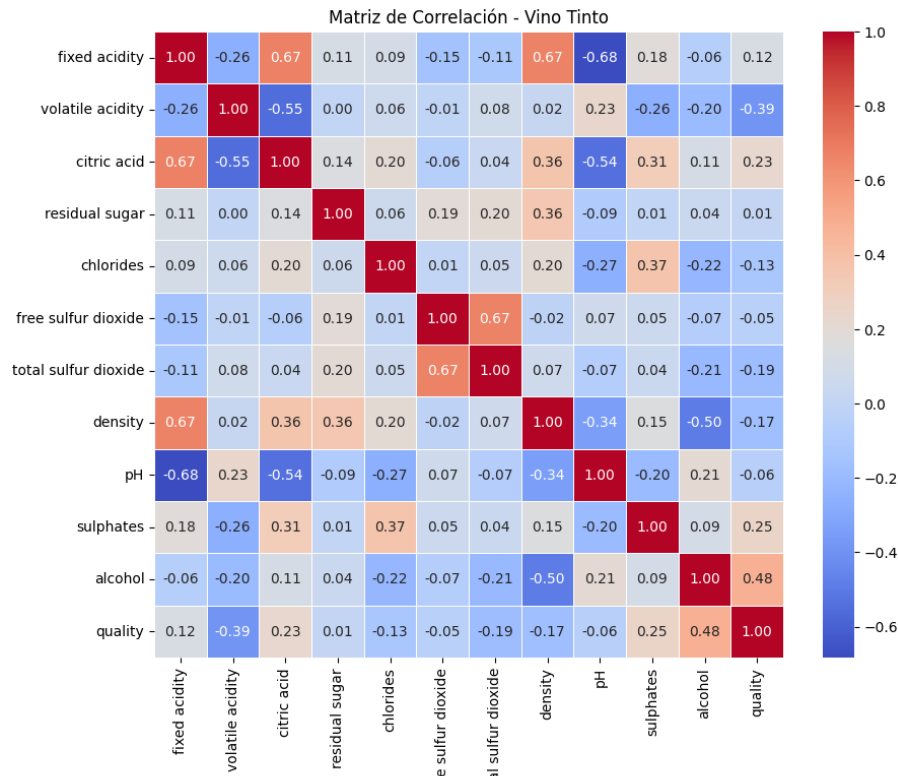 Matriz de Correlación - Vino Tinto
fixed acidity 1.00 -0.26 0.67 0.11 0.09 -0.15 -0.11 0.67 -0.68 0.18 -0.06 0.12
volatile acidity -0.26 1.00 -0.55 0.00 0.06 -0.01 0.08 0.02 0.23 -0.26 -0.20 -0.39
citric acid 0.67 -0.55 1.00 0.14 0.20 -0.06 0.04 0.36 -0.54 0.31 0.11 0.23
residual sugar 0.11 0.00 0.14 1.00 0.06 0.19 0.20 0.36 -0.09 0.01 0.04 0.01
chlorides 0.09 0.06 0.20 0.06 1.00 0.01 0.05 0.20 -0.27 0.37 -0.22 -0.13
free sulfur dioxide -0.15 -0.01 -0.06 0.19 0.01 1.00 0.67 -0.02 0.07 0.05 -0.07 -0.05
total sulfur dioxide -0.11 0.08 0.04 0.20 0.05 0.67 1.00 0.07 -0.07 0.04 -0.21 -0.19
density 0.67 0.02 0.36 0.36 0.20 -0.02 0.07 1.00 -0.34 0.15 -0.50 -0.17
pH -0.68 0.23 -0.54 -0.09 -0.27 0.07 -0.07 -0.34 1.00 -0.20 0.21 -0.06
sulphates 0.18 -0.26 0.31 0.01 0.37 0.05 0.04 0.15 -0.20 1.00 0.09 0.25
alcohol -0.06 -0.20 0.11 0.04 -0.22 -0.07 -0.21 -0.50 0.21 0.09 1.00 0.48
quality 0.12 -0.39 0.23 0.01 -0.13 -0.05 -0.19 -0.17 -0.06 0.25 0.48 1.00
fixed acidity
volatile acidity
citric acid
residual sugar
chlorides
e sulfur dioxide
al sulfur dioxide
density
pH
sulphates
alcohol
quality
1.0
0.8
0.6
0.4
0.2
0.0
−0.2
−0.4
−0.6